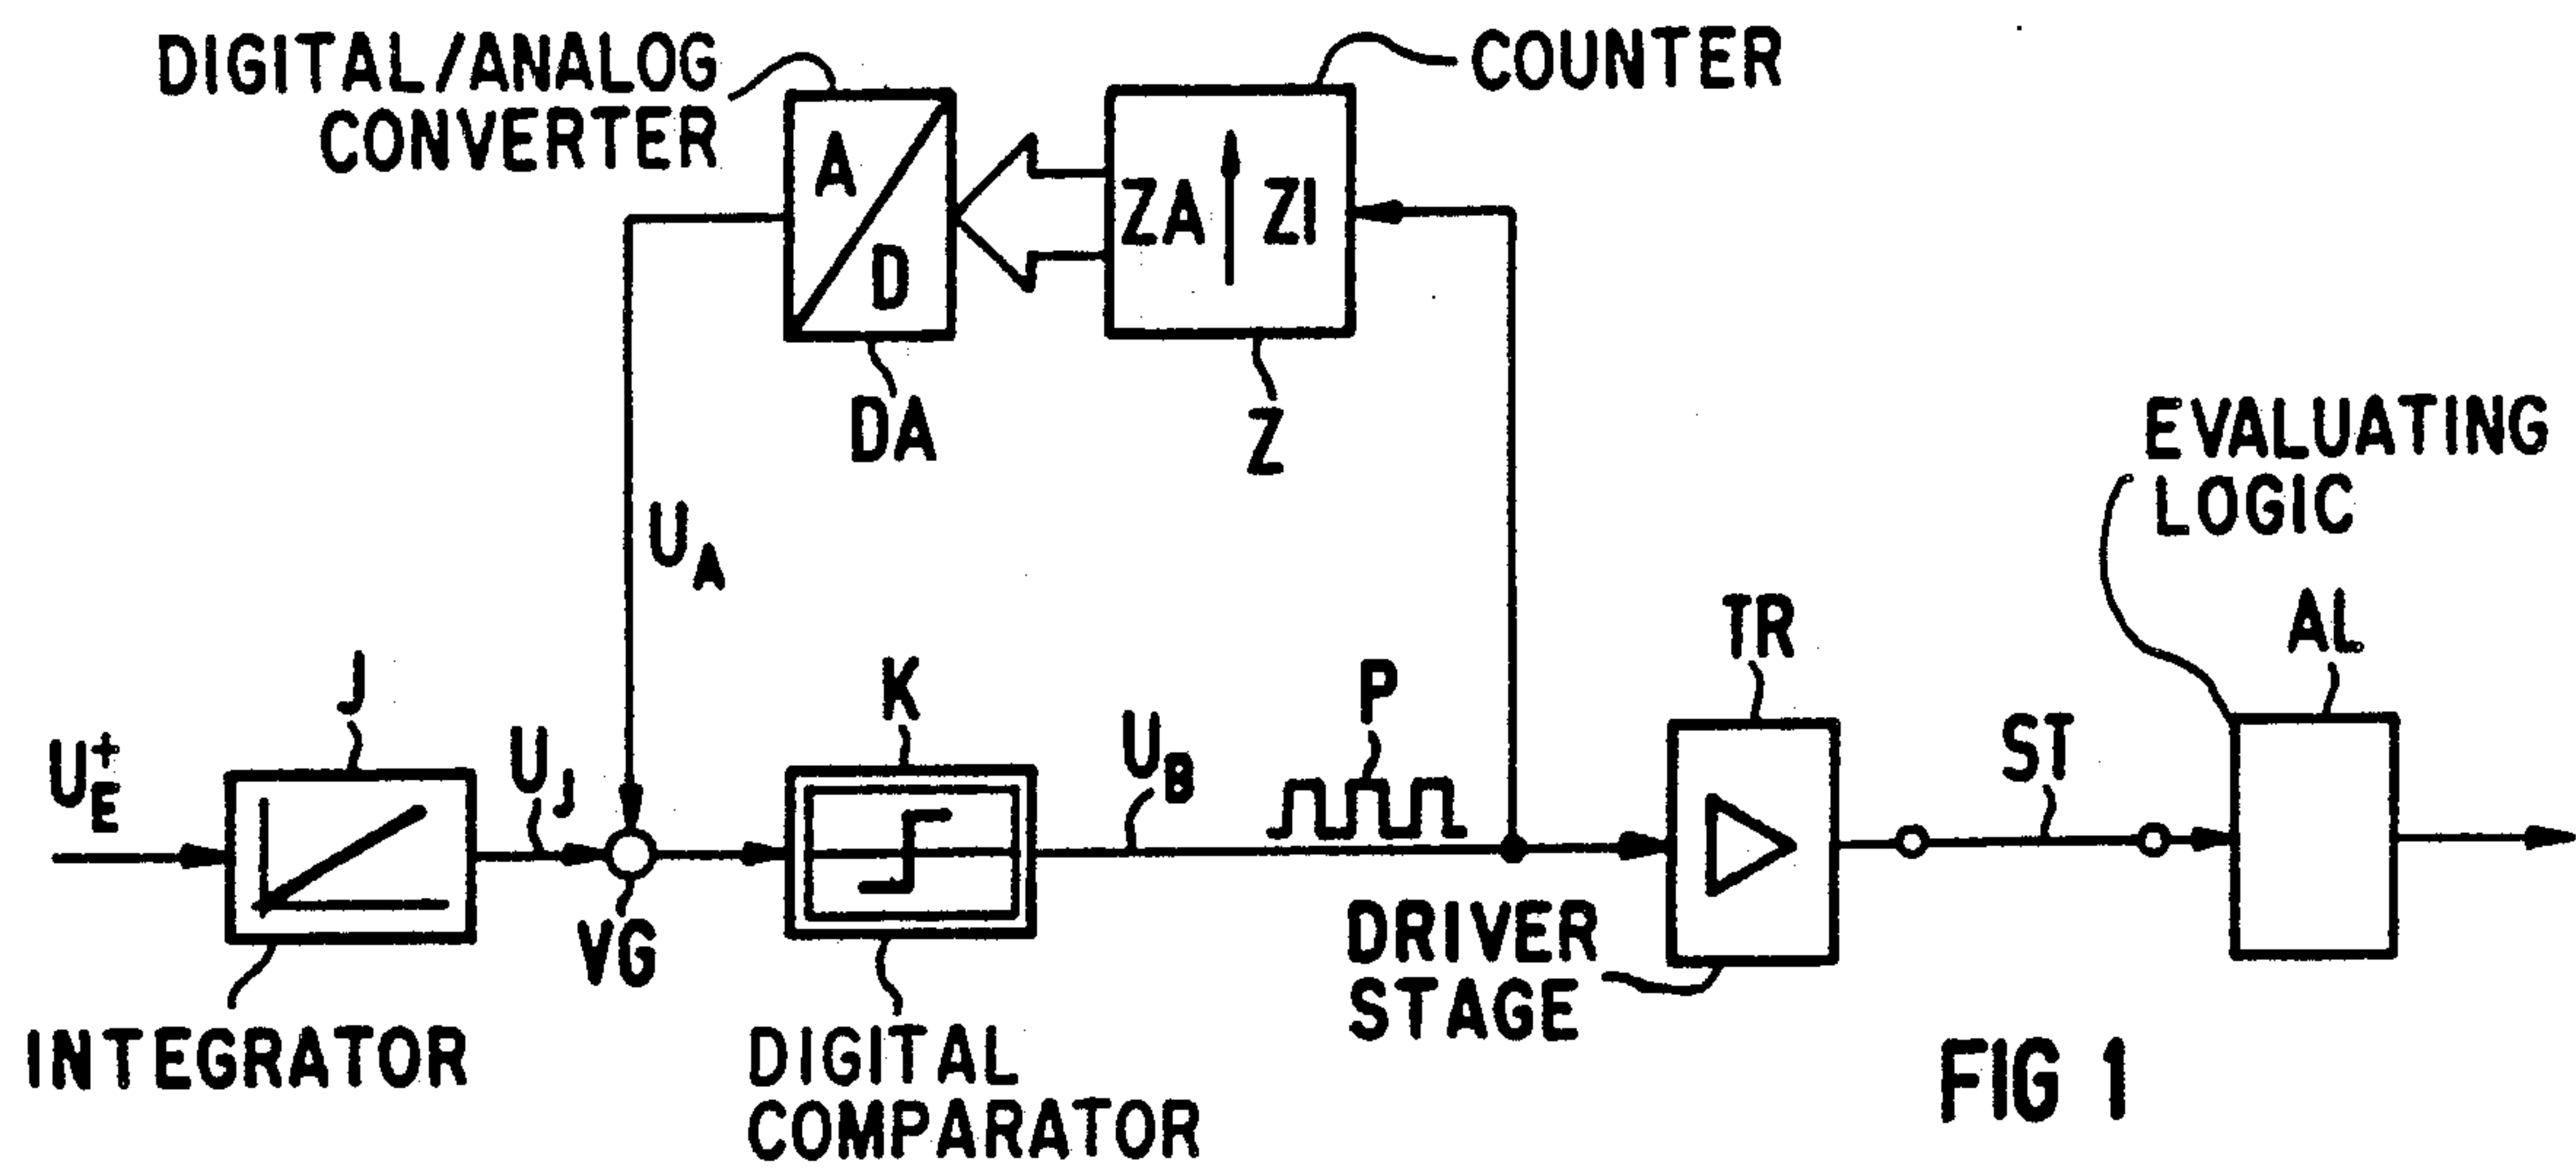 DIGITAL/ANALOG
CONVERTER
COUNTER
A
D
ZA
ZI
DA
Z
EVALUATING
LOGIC
U_A
TR
AL
J
K
P
U_E^+
U_J
U_B
ST
VG
DRIVER
STAGE
INTEGRATOR
DIGITAL
COMPARATOR
FIG 1